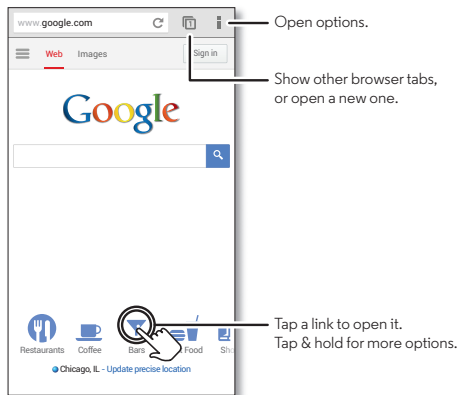 www.google.com
1
Open options.
Web Images Sign in
Show other browser tabs,
or open a new one.
Google
Tap a link to open it.
Tap & hold for more options.
Restaurants Coffee Bars Food
Chicago, IL - Update precise location